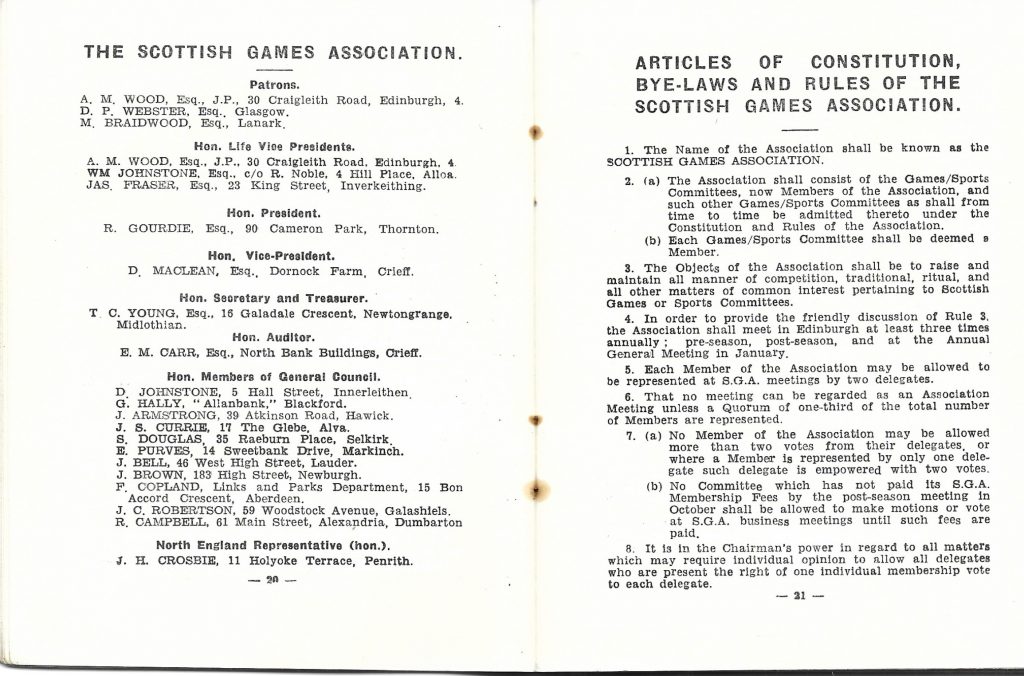 THE SCOTTISH GAMES ASSOCIATION.
Patrons.
A. M. WOOD, Esq., J.P., 30 Craigleith Road, Edinburgh, 4.
D. P. WEBSTER, Esq., Glasgow.
M. BRAIDWOOD, Esq., Lanark.
Hon. Life Vice Presidents.
A. M. WOOD, Esq., J.P., 30 Craigleith Road, Edinburgh, 4.
WM JOHNSTONE, Esq., c/o R. Noble, 4 Hill Place, Alloa.
JAS. FRASER, Esq., 23 King Street, Inverkeithing.
Hon. President.
R. GOURDIE, Esq., 90 Cameron Park, Thornton.
Hon. Vice-President.
D. MACLEAN, Esq., Dornock Farm, Crieff.
Hon. Secretary and Treasurer.
T. C. YOUNG, Esq., 16 Galadale Crescent, Newtongrange,
Midlothian.
Hon. Auditor.
E. M. CARR, Esq., North Bank Buildings, Crieff.
Hon. Members of General Council.
D. JOHNSTONE, 5 Hall Street, Innerleithen.
G. HALLY, "Allanbank," Blackford.
J. ARMSTRONG, 39 Atkinson Road, Hawick.
J. S. CURRIE, 17 The Glebe, Alva.
S. DOUGLAS, 35 Raeburn Place, Selkirk.
E. PURVES, 14 Sweetbank Drive, Markinch.
J. BELL, 46 West High Street, Lauder.
J. BROWN, 183 High Street, Newburgh.
F. COPLAND, Links and Parks Department, 15 Bon
Accord Crescent, Aberdeen.
J. C. ROBERTSON, 59 Woodstock Avenue, Galashiels.
R. CAMPBELL, 61 Main Street, Alexandria, Dumbarton
North England Representative (hon.).
J. H. CROSBIE, 11 Holyoke Terrace, Penrith.
— 20 —
ARTICLES OF CONSTITUTION,
BYE-LAWS AND RULES OF THE
SCOTTISH GAMES ASSOCIATION.
1. The Name of the Association shall be known as the
SCOTTISH GAMES ASSOCIATION.
2. (a) The Association shall consist of the Games/Sports
Committees, now Members of the Association, and
such other Games/Sports Committees as shall from
time to time be admitted thereto under the
Constitution and Rules of the Association.
(b) Each Games/Sports Committee shall be deemed a
Member.
3. The Objects of the Association shall be to raise and
maintain all manner of competition, traditional, ritual, and
all other matters of common interest pertaining to Scottish
Games or Sports Committees.
4. In order to provide the friendly discussion of Rule 3,
the Association shall meet in Edinburgh at least three times
annually; pre-season, post-season, and at the Annual
General Meeting in January.
5. Each Member of the Association may be allowed to
be represented at S.G.A. meetings by two delegates.
6. That no meeting can be regarded as an Association
Meeting unless a Quorum of one-third of the total number
of Members are represented.
7. (a) No Member of the Association may be allowed
more than two votes from their delegates, or
where a Member is represented by only one dele-
gate such delegate is empowered with two votes.
(b) No Committee which has not paid its S.G.A.
Membership Fees by the post-season meeting in
October shall be allowed to make motions or vote
at S.G.A. business meetings until such fees are
paid.
8. It is in the Chairman's power in regard to all matters
which may require individual opinion to allow all delegates
who are present the right of one individual membership vote
to each delegate.
— 21 —